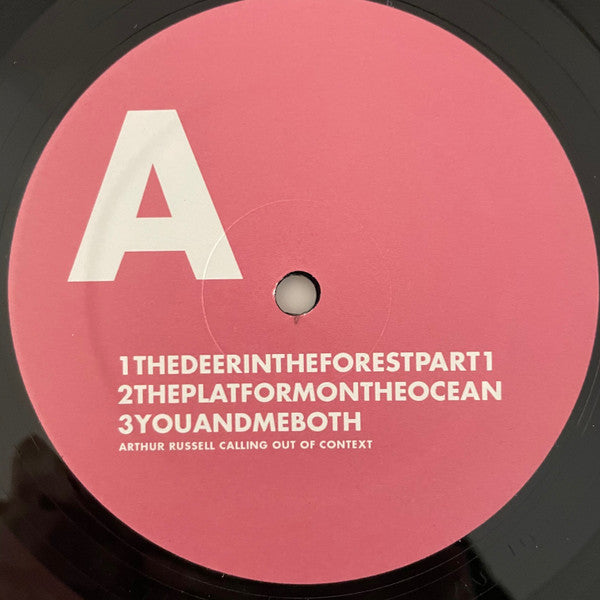 A
1THEDEERINTHEFORESTPART1
2THEPLATFORMONTHEOCEAN
3YOUANDMEBOTH
ARTHUR RUSSELL CALLING OUT OF CONTEXT